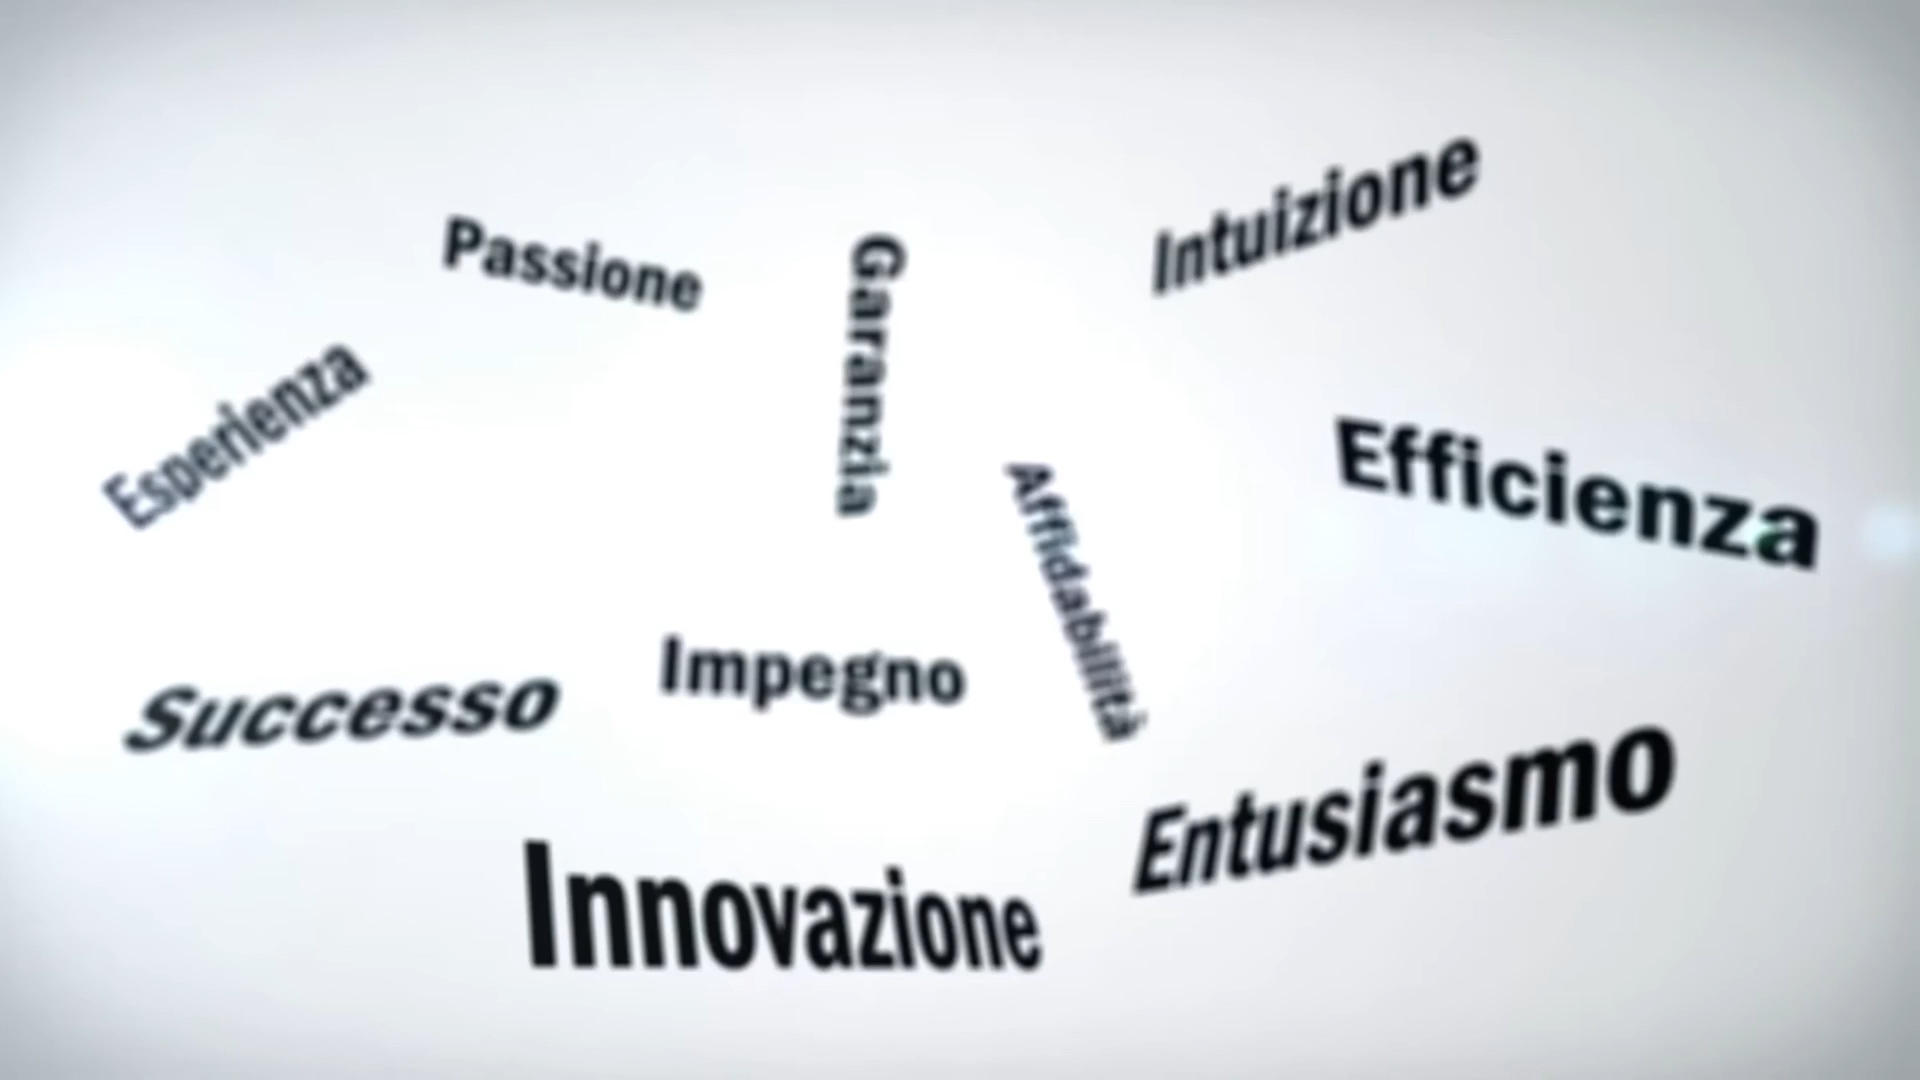 Intuizione
Passione
Garanzia
Esperienza
Efficienza
Affidabilità
Impegno
Successo
Entusiasmo
Innovazione